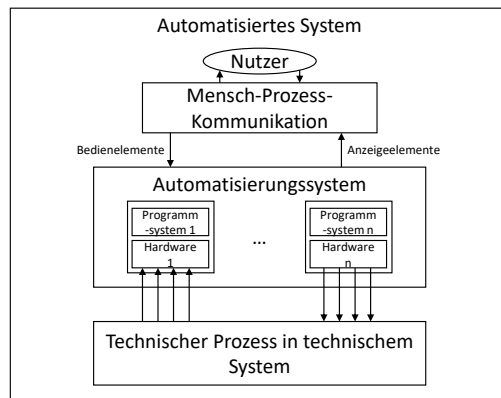 Automatisiertes System
Nutzer
Mensch-Prozess-
Kommunikation
Bedienelemente
Anzeigeelemente
Automatisierungssystem
Programm
-system 1
Hardware
1
...
Programm
-system n
Hardware
n
Technischer Prozess in technischem
System